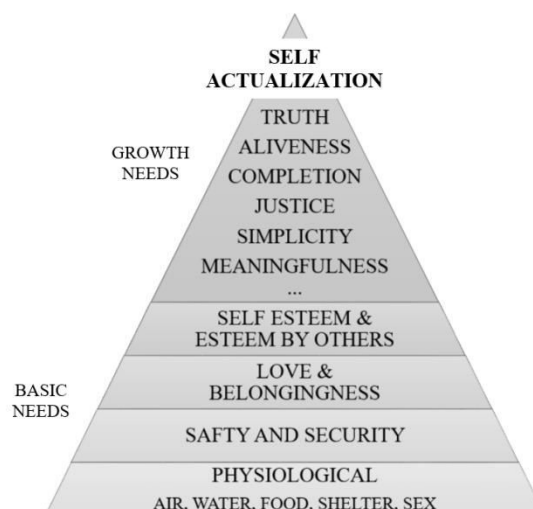 SELF
ACTUALIZATION
TRUTH
GROWTH
NEEDS
ALIVENESS
COMPLETION
JUSTICE
SIMPLICITY
MEANINGFULNESS
...
SELF ESTEEM &
ESTEEM BY OTHERS
BASIC
NEEDS
LOVE &
BELONGINGNESS
SAFTY AND SECURITY
PHYSIOLOGICAL
AIR, WATER, FOOD, SHELTER, SEX